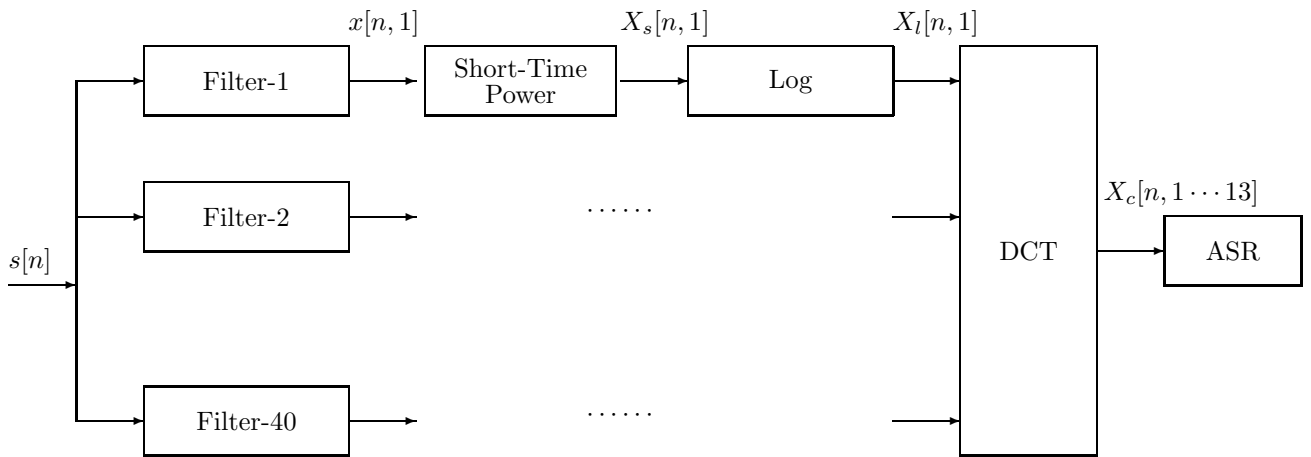 x[n, 1]
X_s[n, 1]
X_l[n, 1]
Filter-1
Short-Time
Power
Log
Filter-2
······
X_c[n, 1 ··· 13]
DCT
ASR
s[n]
Filter-40
······